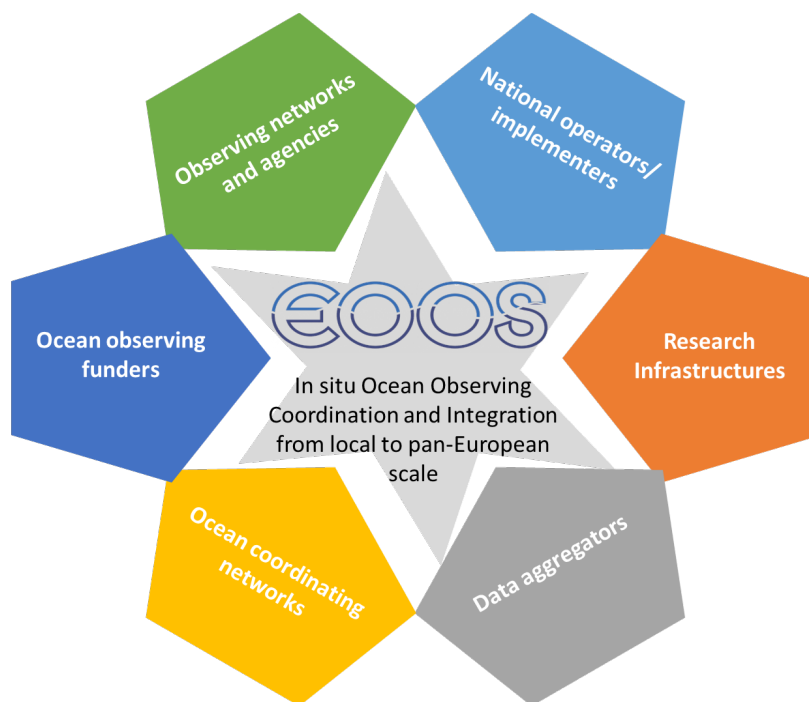 Observing networks
and agencies
National operators/
implementers
Ocean observing
funders
EOOS
In situ Ocean Observing
Coordination and Integration
from local to pan-European
scale
Research
Infrastructures
Ocean coordinating
networks
Data aggregators